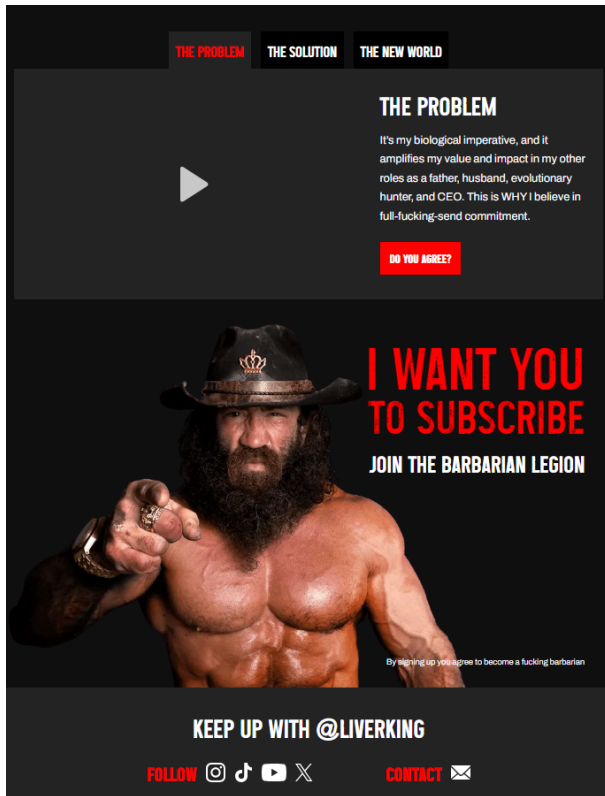 THE PROBLEM THE SOLUTION THE NEW WORLD
THE PROBLEM
It's my biological imperative, and it
amplifies my value and impact in my other
roles as a father, husband, evolutionary
hunter, and CEO. This is WHY I believe in
full-fucking-send commitment.
DO YOU AGREE?
I WANT YOU
TO SUBSCRIBE
JOIN THE BARBARIAN LEGION
By signing up you agree to become a fucking barbarian
KEEP UP WITH @LIVERKING
FOLLOW CONTACT